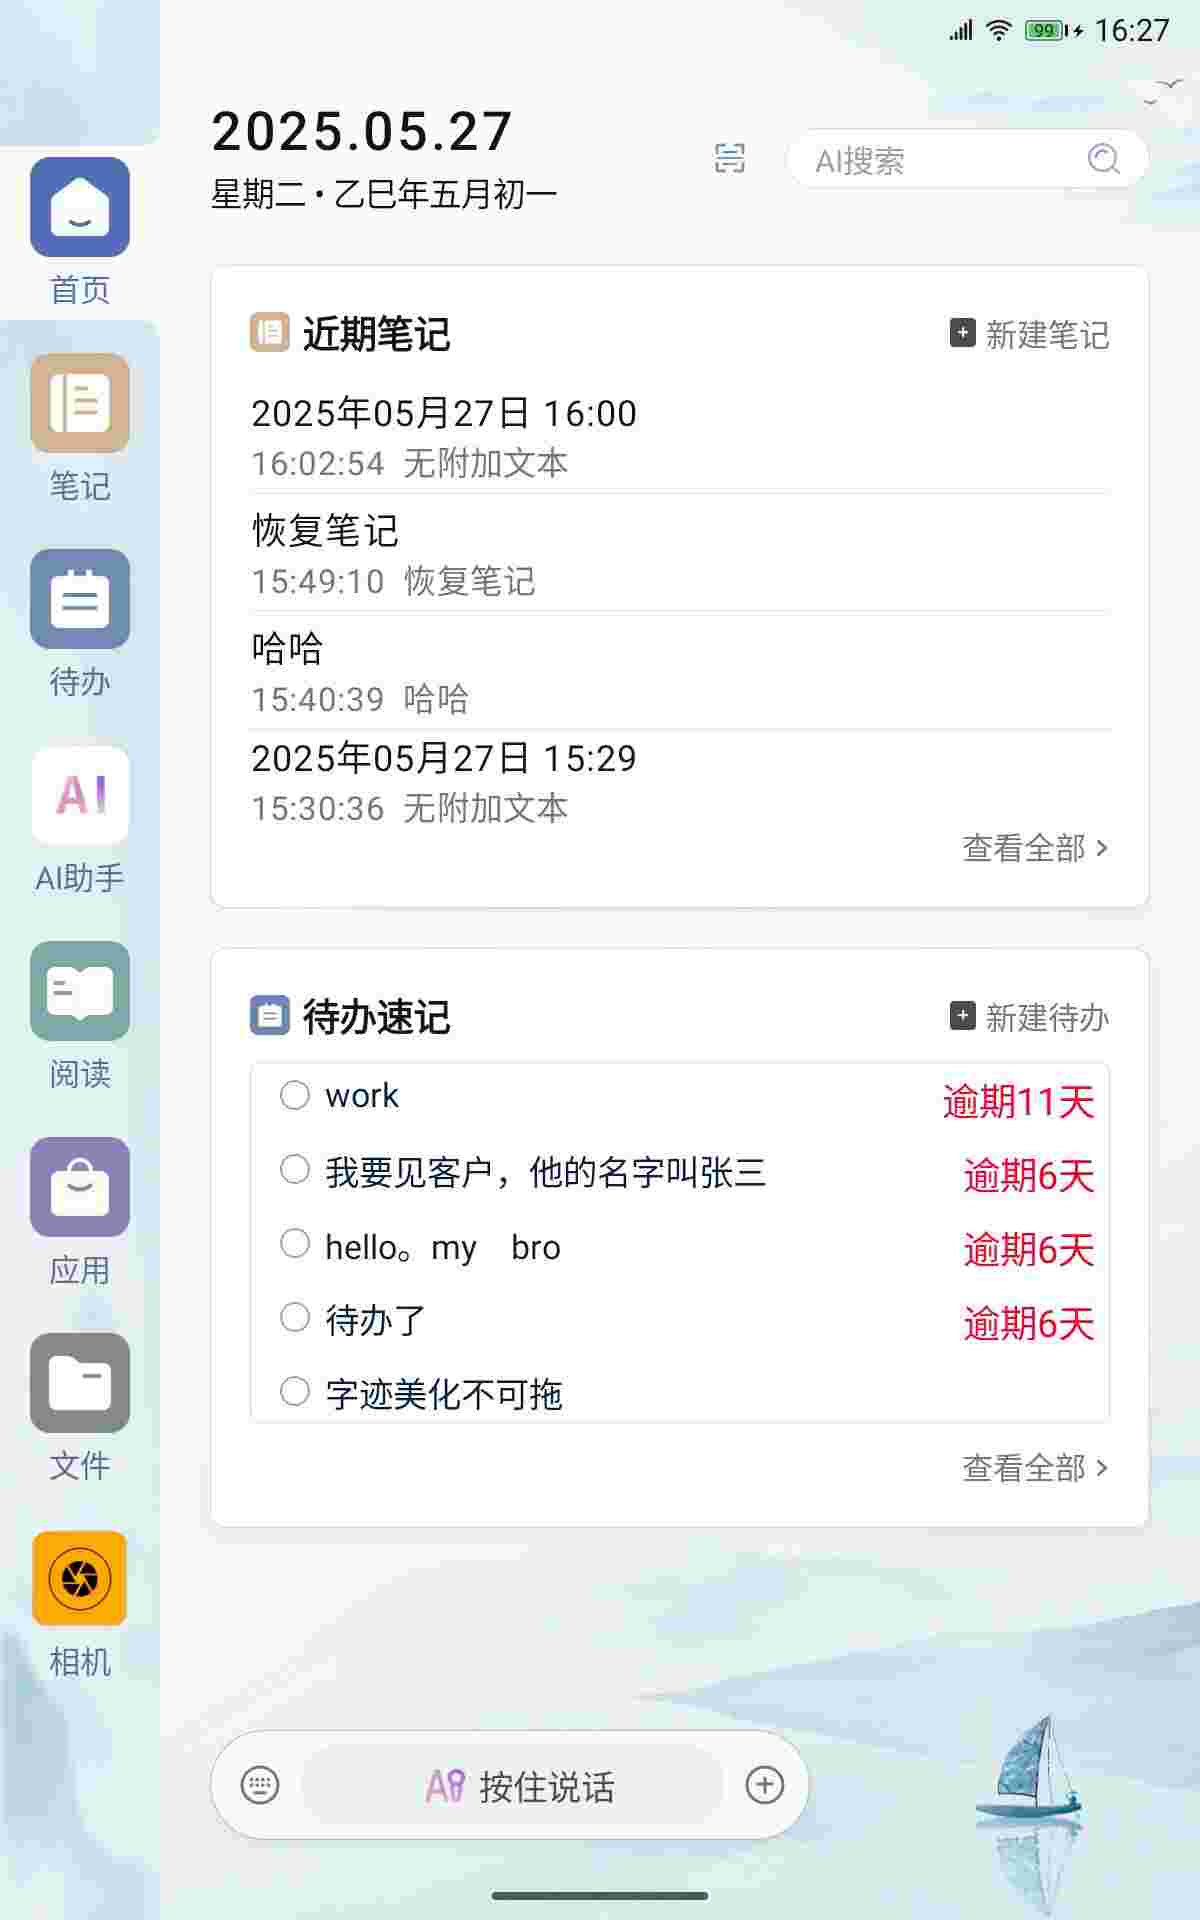 99 16:27
2025.05.27
星期二·乙巳年五月初一
AI搜索
首页
笔记
待办
AI
AI助手
阅读
应用
文件
相机
近期笔记
新建笔记
2025年05月27日 16:00
16:02:54 无附加文本
恢复笔记
15:49:10 恢复笔记
哈哈
15:40:39 哈哈
2025年05月27日 15:29
15:30:36 无附加文本
查看全部 >
待办速记
新建待办
work 逾期11天
我要见客户，他的名字叫张三 逾期6天
hello。my bro 逾期6天
待办了 逾期6天
字迹美化不可拖
查看全部 >
按住说话